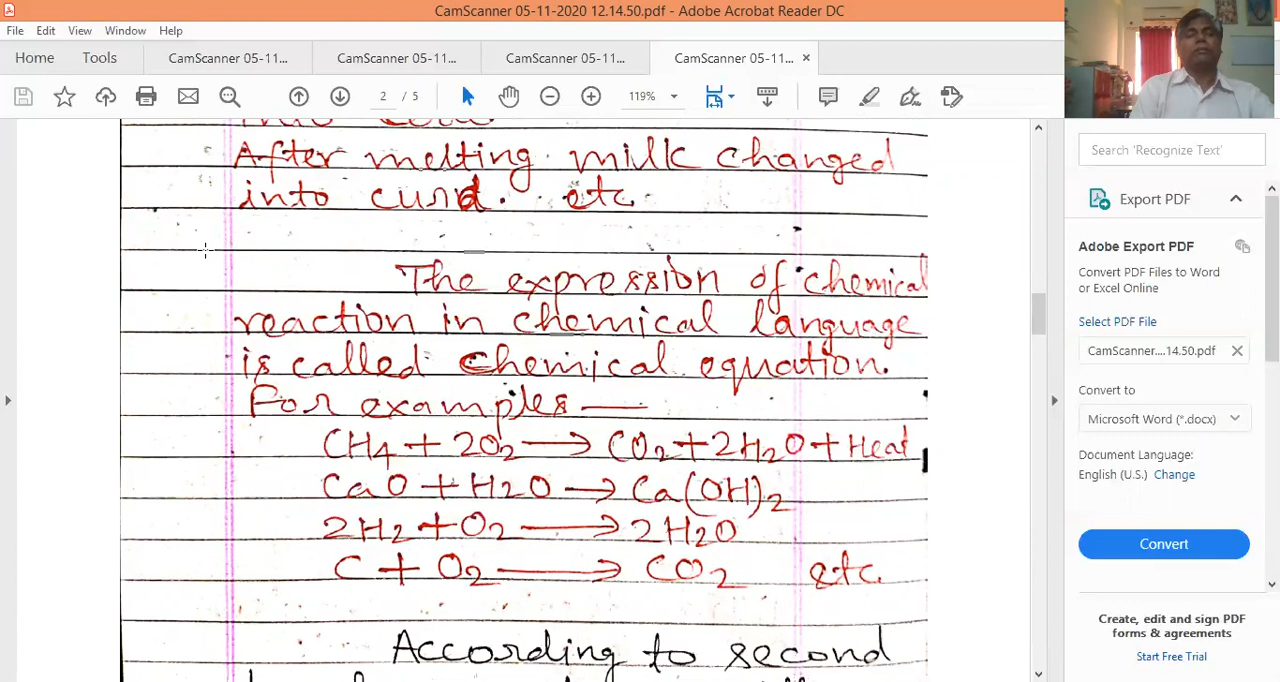 CamScanner 05-11-2020 12.14.50.pdf - Adobe Acrobat Reader DC
File Edit View Window Help
Home Tools CamScanner 05-11... CamScanner 05-11... CamScanner 05-11... CamScanner 05-11... ×
2 / 5 119%
After melting milk changed
into curd. etc.
The expression of chemical
reaction in chemical language
is called chemical equation.
For examples —
CH4 + 2O2 → CO2 + 2H2O + Heat
CaO + H2O → Ca(OH)2
2H2 + O2 → 2H2O
C + O2 → CO2 etc.
According to second
Search 'Recognize Text'
Export PDF
Adobe Export PDF
Convert PDF Files to Word
or Excel Online
Select PDF File
CamScanner....14.50.pdf
Convert to
Microsoft Word (*.docx)
Document Language:
English (U.S.) Change
Convert
Create, edit and sign PDF
forms & agreements
Start Free Trial